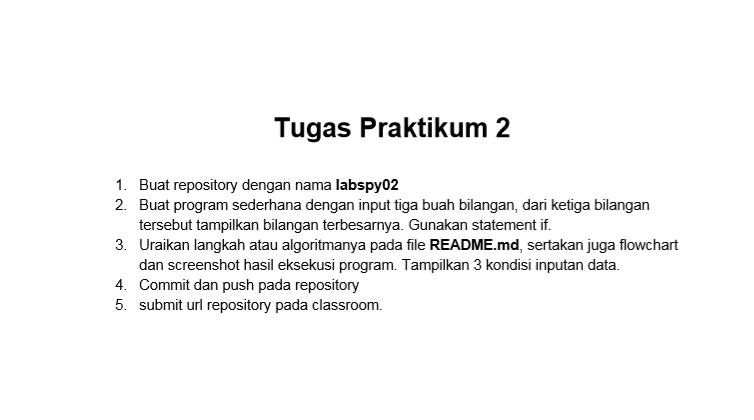 Tugas Praktikum 2
1. Buat repository dengan nama labspy02
2. Buat program sederhana dengan input tiga buah bilangan, dari ketiga bilangan
tersebut tampilkan bilangan terbesarnya. Gunakan statement if.
3. Uraikan langkah atau algoritmanya pada file README.md, sertakan juga flowchart
dan screenshot hasil eksekusi program. Tampilkan 3 kondisi inputan data.
4. Commit dan push pada repository
5. submit url repository pada classroom.